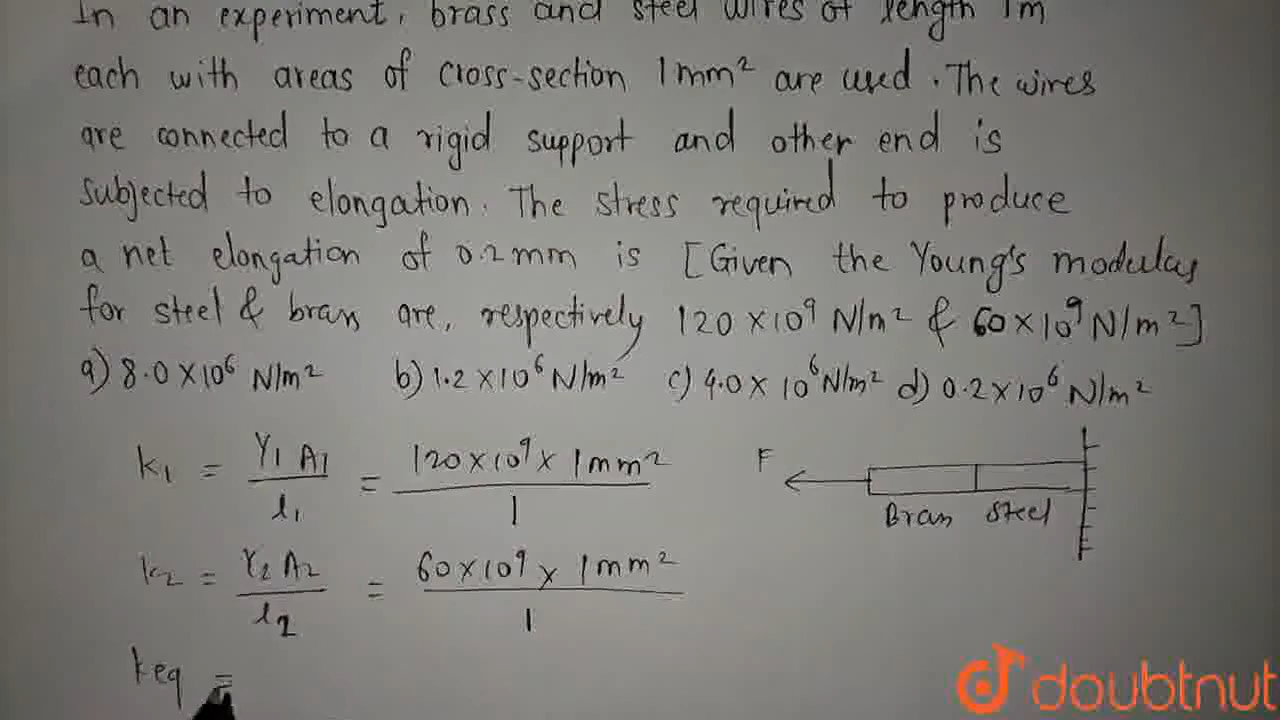 In an experiment, brass and steel wires of length 1m
each with areas of cross-section 1mm² are used. The wires
are connected to a rigid support and other end is
subjected to elongation. The stress required to produce
a net elongation of 0.2mm is [Given the Young's modulas
for steel & brass are, respectively 120×10⁹ N/m² & 60×10⁹ N/m²]
a) 8.0×10⁶ N/m² b) 1.2×10⁶ N/m² c) 4.0×10⁶ N/m² d) 0.2×10⁶ N/m²
k₁ = Y₁A₁/l₁ = 120×10⁹×1mm²/1
F
Brass Steel
k₂ = Y₂A₂/l₂ = 60×10⁹×1mm²/1
keq =
doubtnut